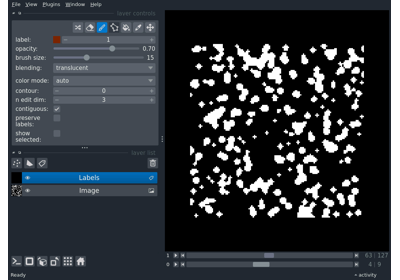 File View Plugins Window Help
layer controls
label: 1
opacity: 0.70
brush size: 15
blending: translucent
color mode: auto
contour: 0
n edit dim: 3
contiguous:
preserve
labels:
show
selected:
layer list
Labels
Image
1 63 127
0 4 9
Ready
activity